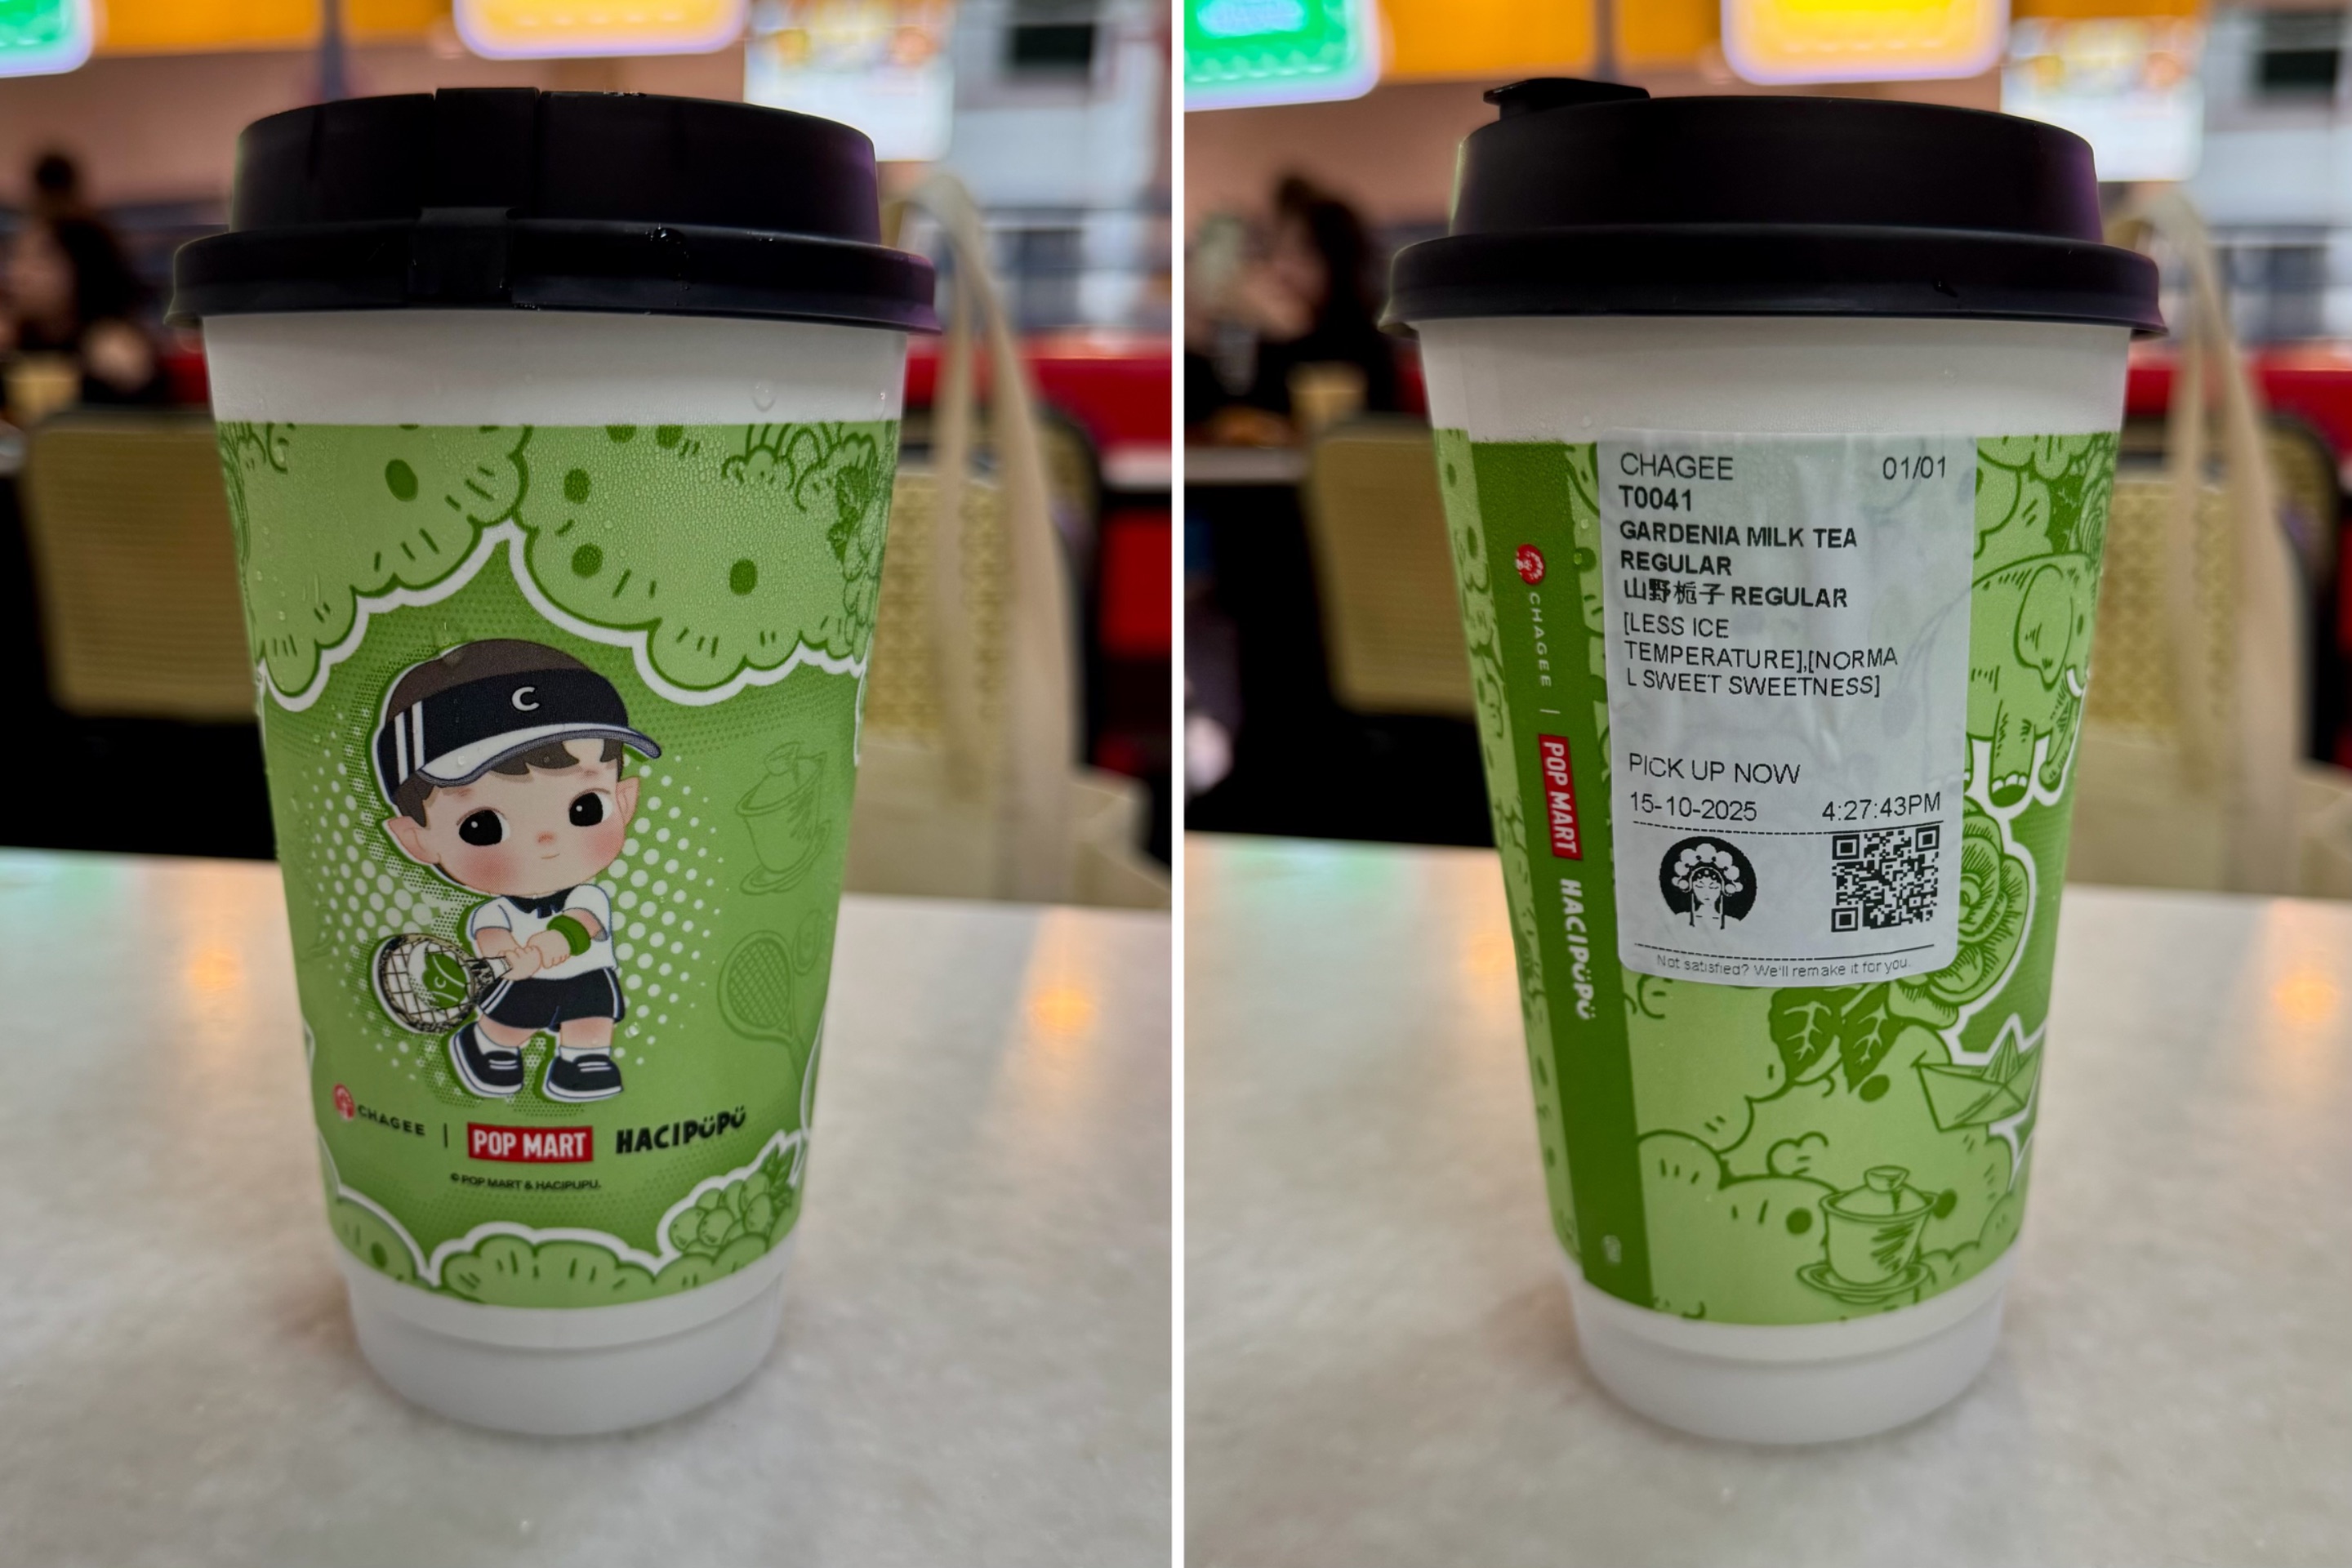 C
CHAGEE | POP MART HACIPUPU
© POP MART & HACIPUPU.
CHAGEE | POP MART HACIPUPU
CHAGEE 01/01
T0041
GARDENIA MILK TEA
REGULAR
山野栀子 REGULAR
[LESS ICE
TEMPERATURE],[NORMA
L SWEET SWEETNESS]
PICK UP NOW
15-10-2025 4:27:43PM
Not satisfied? We'll remake it for you.